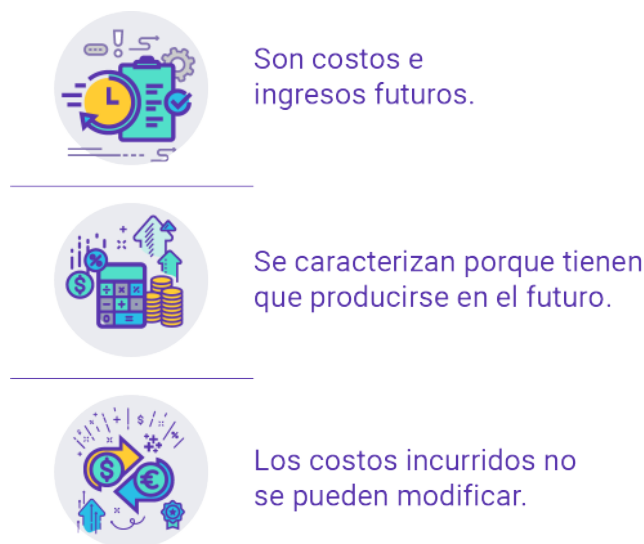 Son costos e
ingresos futuros.
Se caracterizan porque tienen
que producirse en el futuro.
Los costos incurridos no
se pueden modificar.